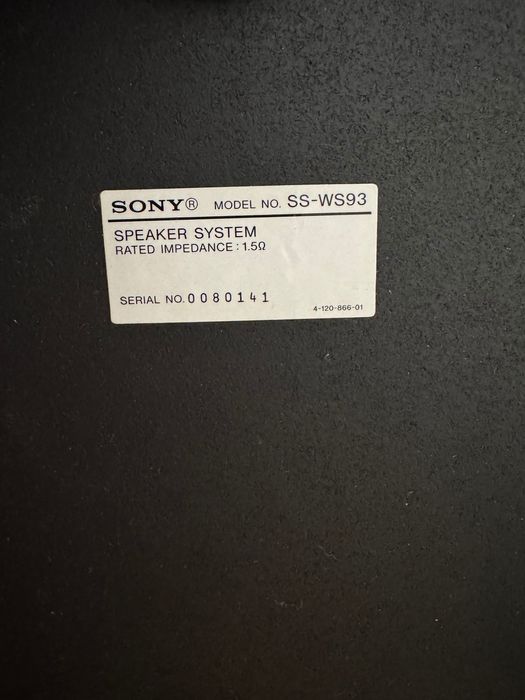 SONY® MODEL NO. SS-WS93
SPEAKER SYSTEM
RATED IMPEDANCE : 1.5Ω
SERIAL NO. 0080141
4-120-866-01